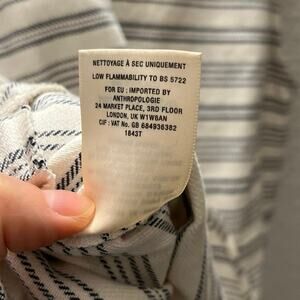 NETTOYAGE À SEC UNIQUEMENT
LOW FLAMMABILITY TO BS 5722
FOR EU : IMPORTED BY
ANTHROPOLOGIE
24 MARKET PLACE, 3RD FLOOR
LONDON, UK W1W8AN
CIF : VAT No. GB 684936382
1843T